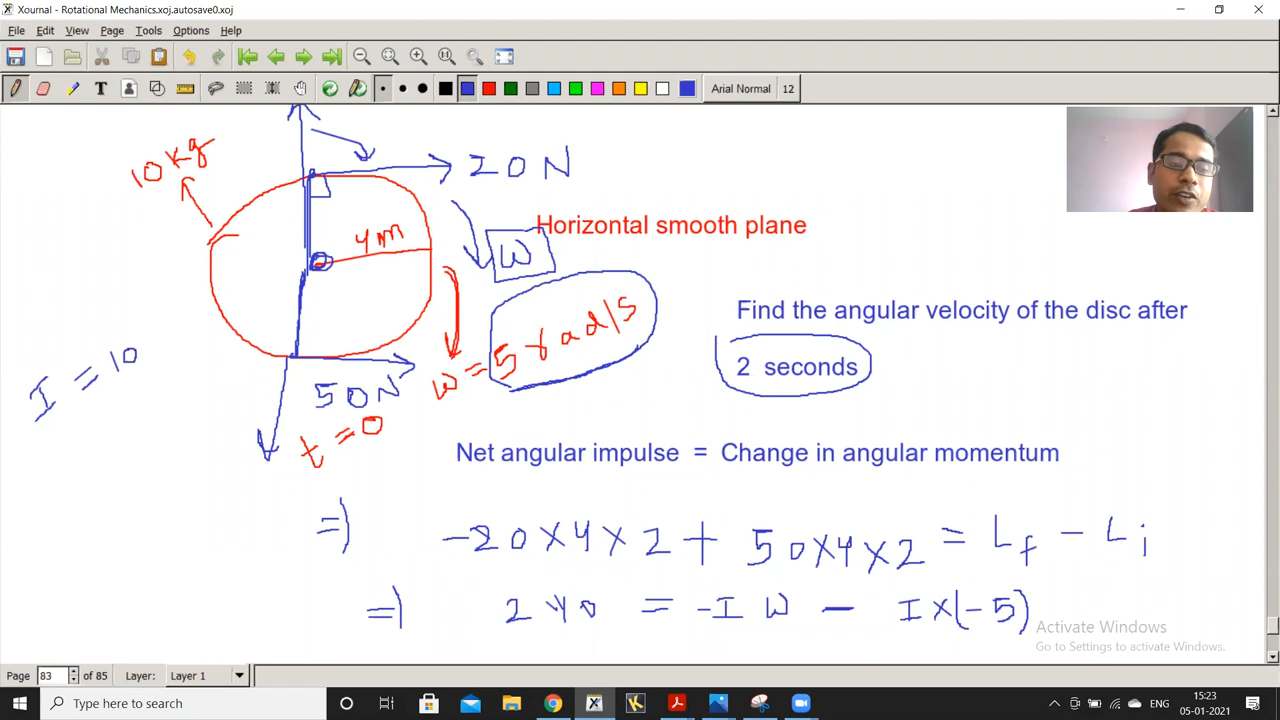 Xournal - Rotational Mechanics.xoj.autosave0.xoj
File Edit View Page Tools Options Help
Arial Normal 12
10 kg
20 N
4m
Horizontal smooth plane
W
W = 5 rad/s
Find the angular velocity of the disc after
2 seconds
I = 10
50N
t = 0
Net angular impulse = Change in angular momentum
=) -20×4×2 + 50×4×2 = Lf - Li
=) 240 = -I W - I×(-5)
Activate Windows
Go to Settings to activate Windows.
Page 83 of 85 Layer: Layer 1
Type here to search
ENG
15:23
05-01-2021